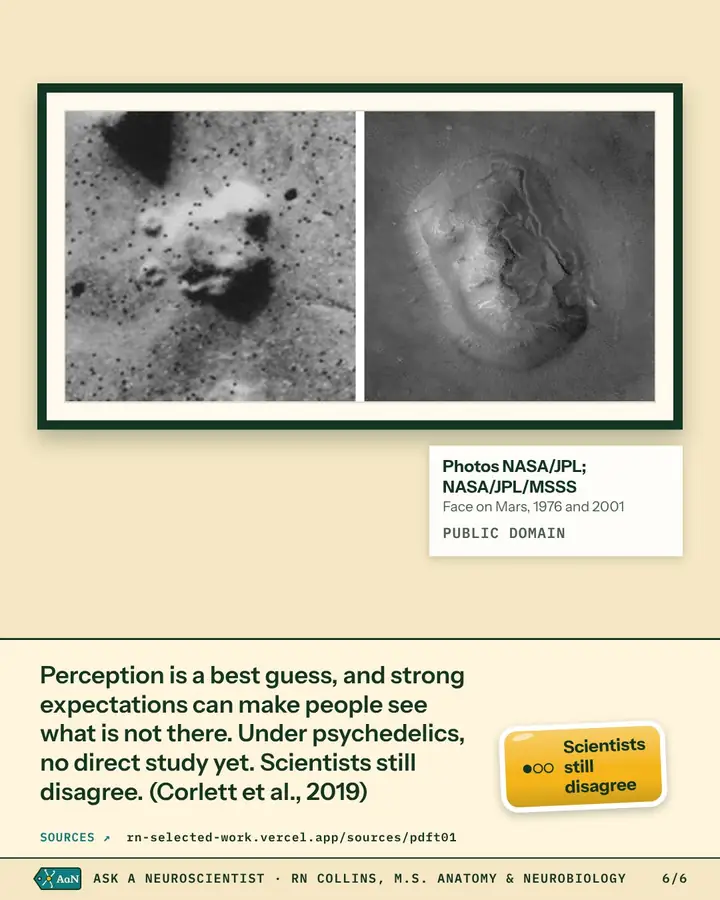 Photos NASA/JPL;
NASA/JPL/MSSS
Face on Mars, 1976 and 2001
PUBLIC DOMAIN
Perception is a best guess, and strong
expectations can make people see
what is not there. Under psychedelics,
no direct study yet. Scientists still
disagree. (Corlett et al., 2019)
Scientists
still
disagree
SOURCES ↗ rn-selected-work.vercel.app/sources/pdft01
AaN ASK A NEUROSCIENTIST · RN COLLINS, M.S. ANATOMY & NEUROBIOLOGY 6/6